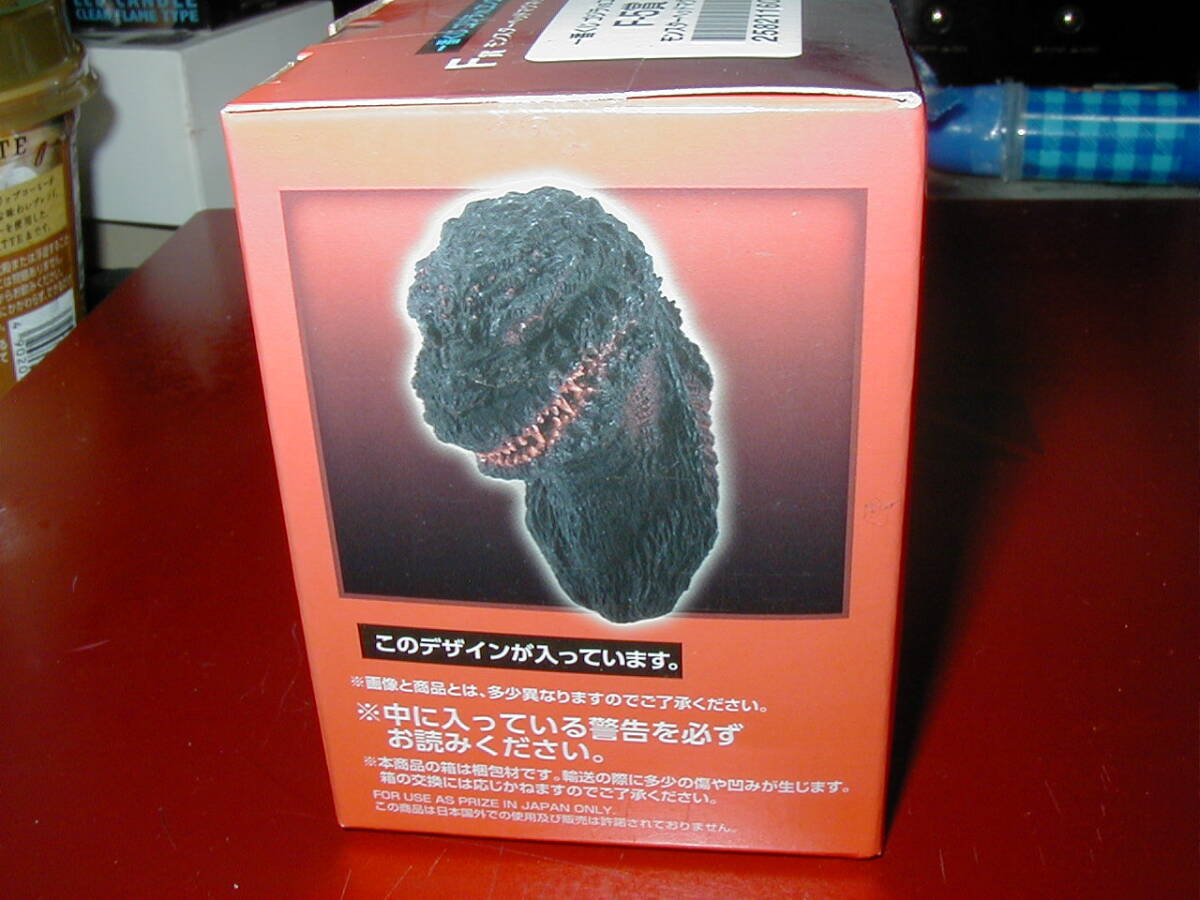 LED CANDLE
CLEAR FLAME TYPE
F賞
F-5賞
このデザインが入っています。
※画像と商品とは、多少異なりますのでご了承ください。
※中に入っている警告を必ず
お読みください。
※本商品の箱は梱包材です。輸送の際に多少の傷や凹みが生じます。
箱の交換には応じかねますのでご了承ください。
FOR USE AS PRIZE IN JAPAN ONLY.
この商品は日本国外での使用及び販売は許諾されておりません。